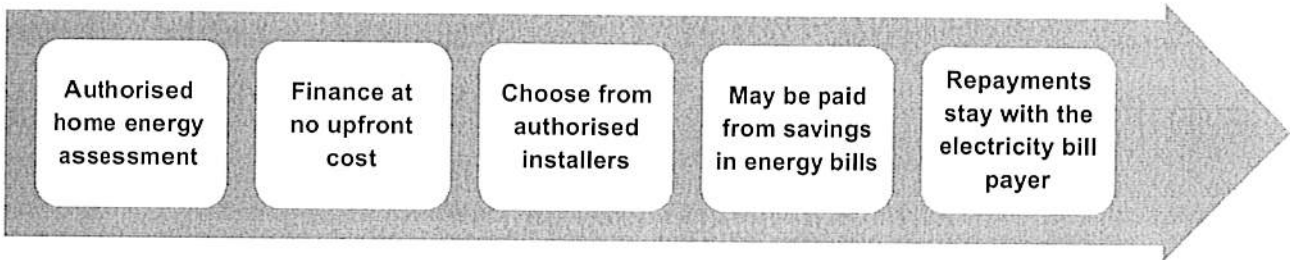 Authorised
home energy
assessment
Finance at
no upfront
cost
Choose from
authorised
installers
May be paid
from savings
in energy bills
Repayments
stay with the
electricity bill
payer